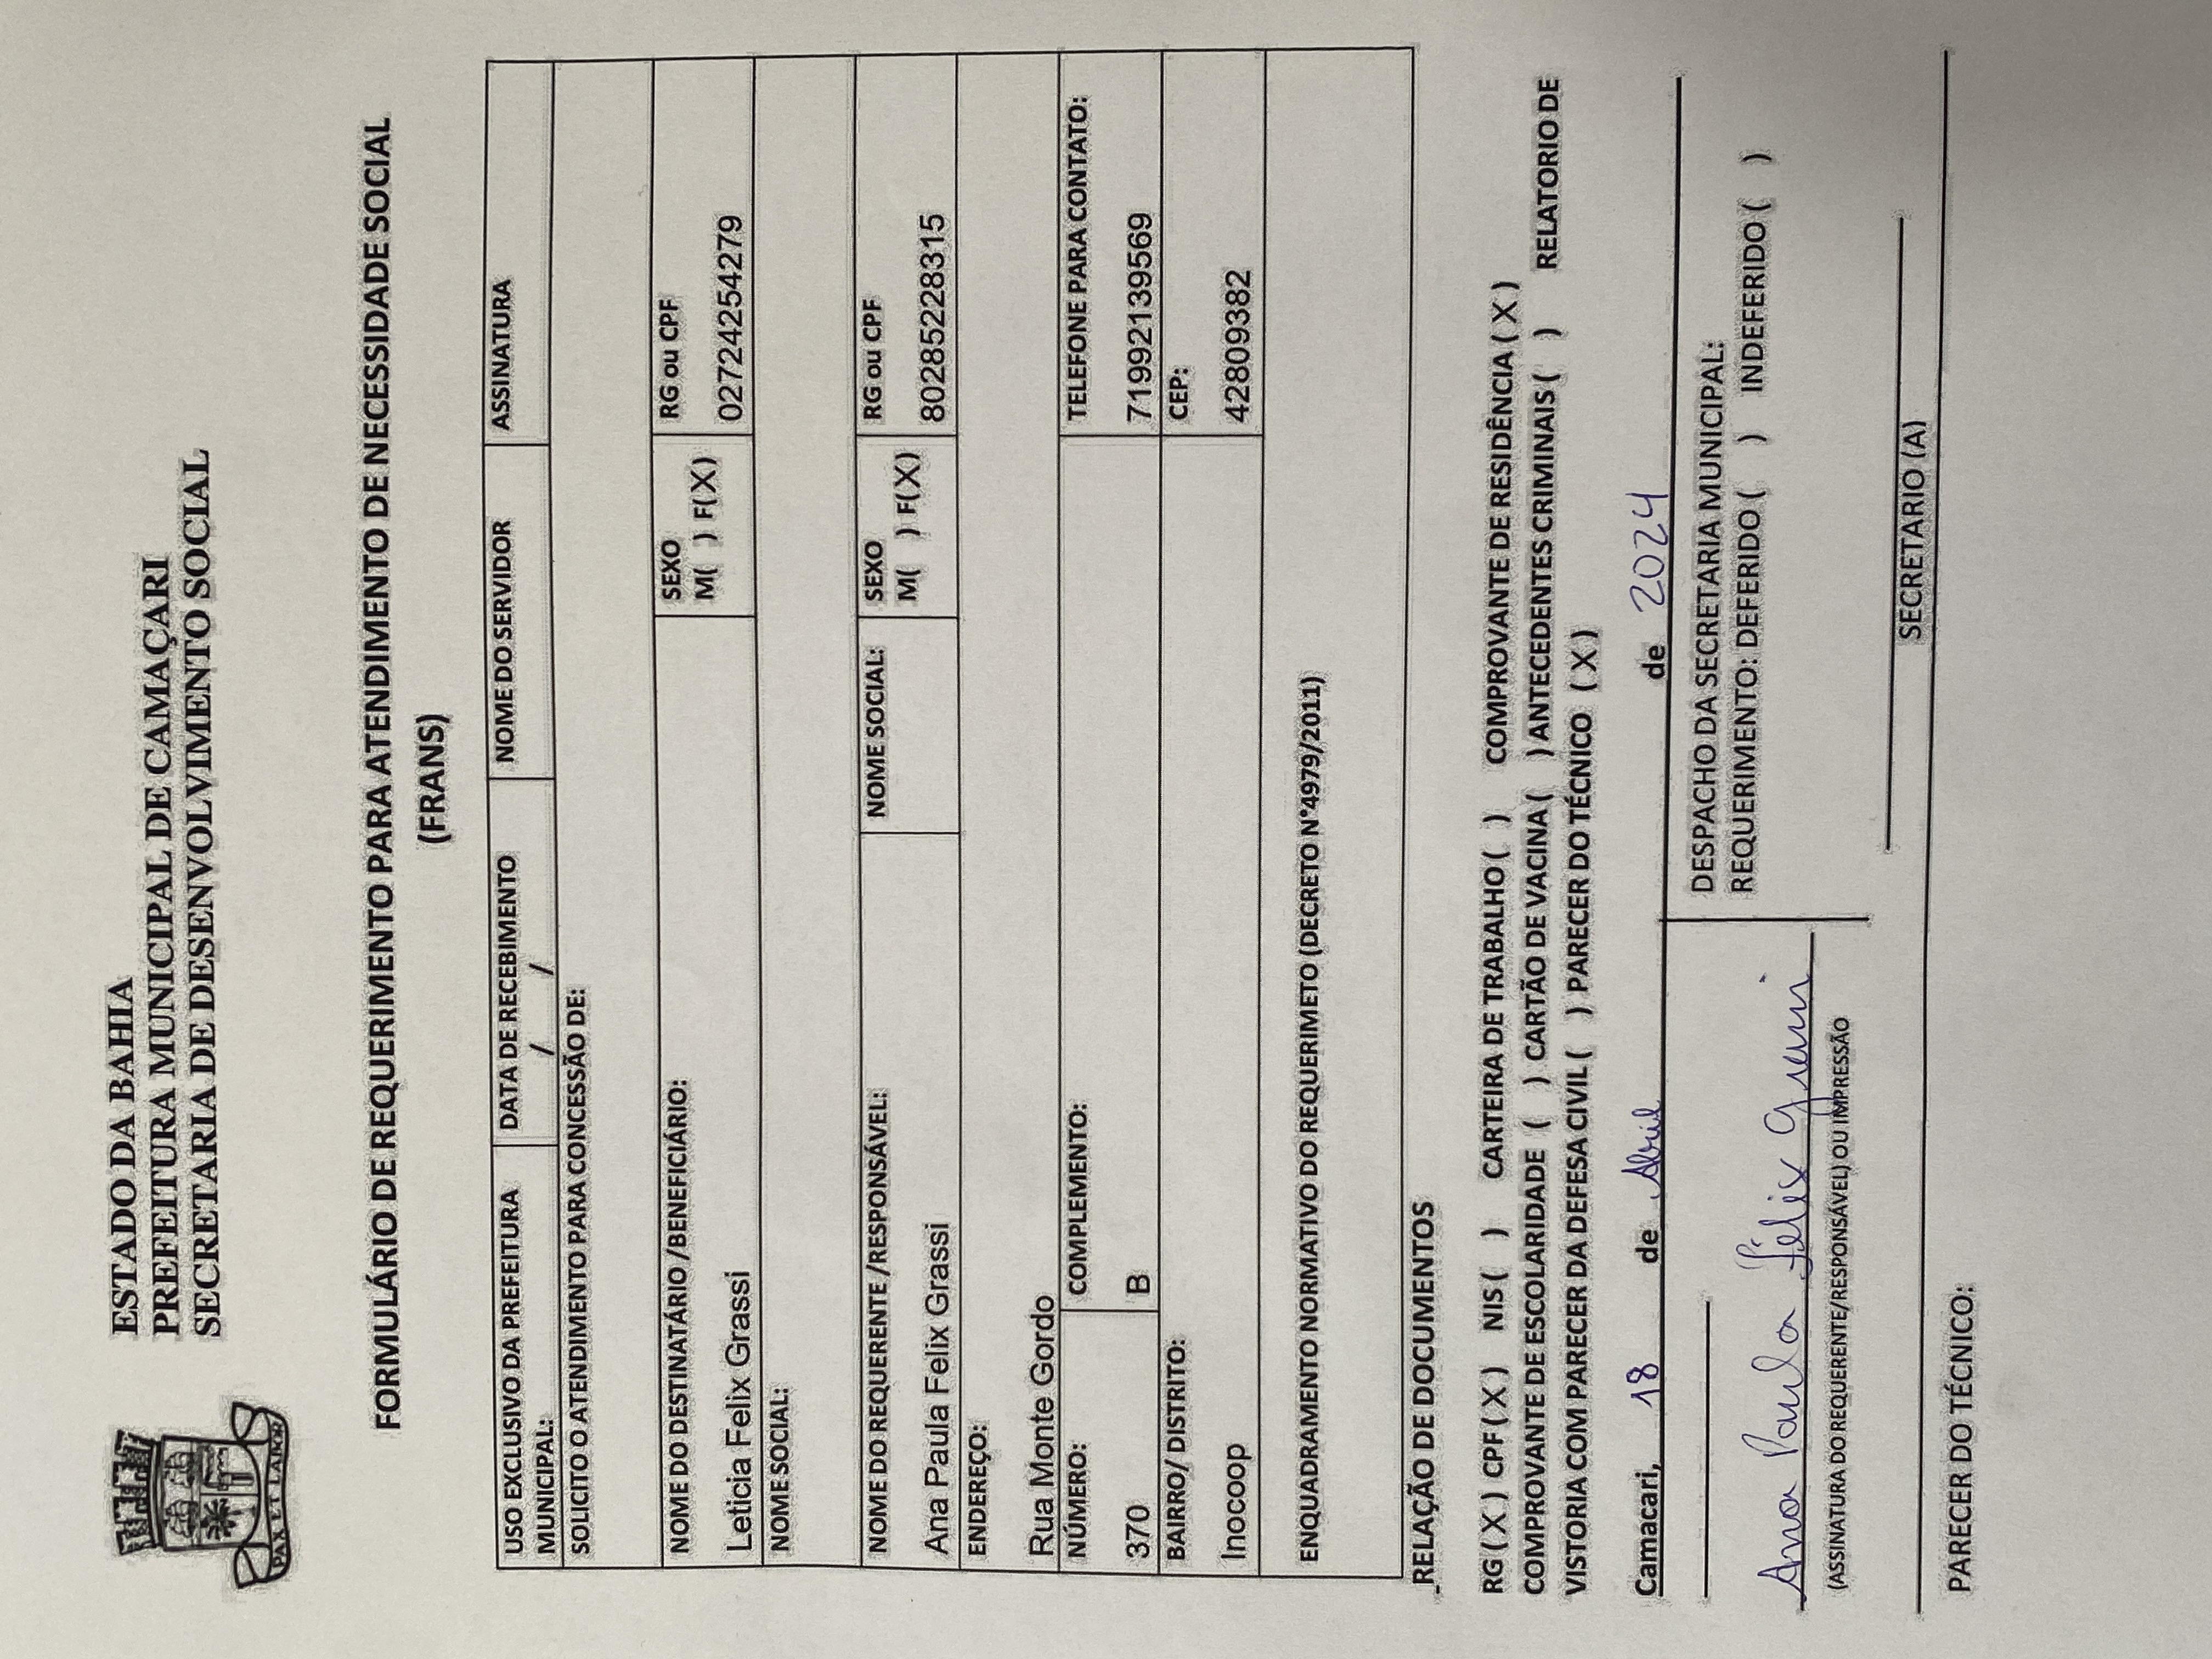 PAX ET LABOR
ESTADO DA BAHIA
PREFEITURA MUNICIPAL DE CAMAÇARI
SECRETARIA DE DESENVOLVIMENTO SOCIAL
FORMULÁRIO DE REQUERIMENTO PARA ATENDIMENTO DE NECESSIDADE SOCIAL
(FRANS)
USO EXCLUSIVO DA PREFEITURA DATA DE RECEBIMENTO NOME DO SERVIDOR ASSINATURA
MUNICIPAL: / /
SOLICITO O ATENDIMENTO PARA CONCESSÃO DE:
NOME DO DESTINATÁRIO /BENEFICIÁRIO: SEXO RG ou CPF
M( ) F(X)
Leticia Felix Grassi 02724254279
NOME SOCIAL:
NOME DO REQUERENTE /RESPONSÁVEL: NOME SOCIAL: SEXO RG ou CPF
M( ) F(X)
Ana Paula Felix Grassi 80285228315
ENDEREÇO:
Rua Monte Gordo
NÚMERO: COMPLEMENTO: TELEFONE PARA CONTATO:
370 B 71992139569
BAIRRO/ DISTRITO: CEP:
Inocoop 42809382
ENQUADRAMENTO NORMATIVO DO REQUERIMETO (DECRETO N°4979/2011)
RELAÇÃO DE DOCUMENTOS
RG (X) CPF(X) NIS ( ) CARTEIRA DE TRABALHO ( ) COMPROVANTE DE RESIDÊNCIA (X)
COMPROVANTE DE ESCOLARIDADE ( ) CARTÃO DE VACINA ( ) ANTECEDENTES CRIMINAIS ( ) RELATORIO DE
VISTORIA COM PARECER DA DEFESA CIVIL ( ) PARECER DO TÉCNICO (X)
Camacari, 18 de Abril de 2024
DESPACHO DA SECRETARIA MUNICIPAL:
REQUERIMENTO: DEFERIDO ( ) INDEFERIDO ( )
Ana Paula Félix Grassi
(ASSINATURA DO REQUERENTE/RESPONSÁVEL) OU IMPRESSÃO
SECRETARIO (A)
PARECER DO TÉCNICO: